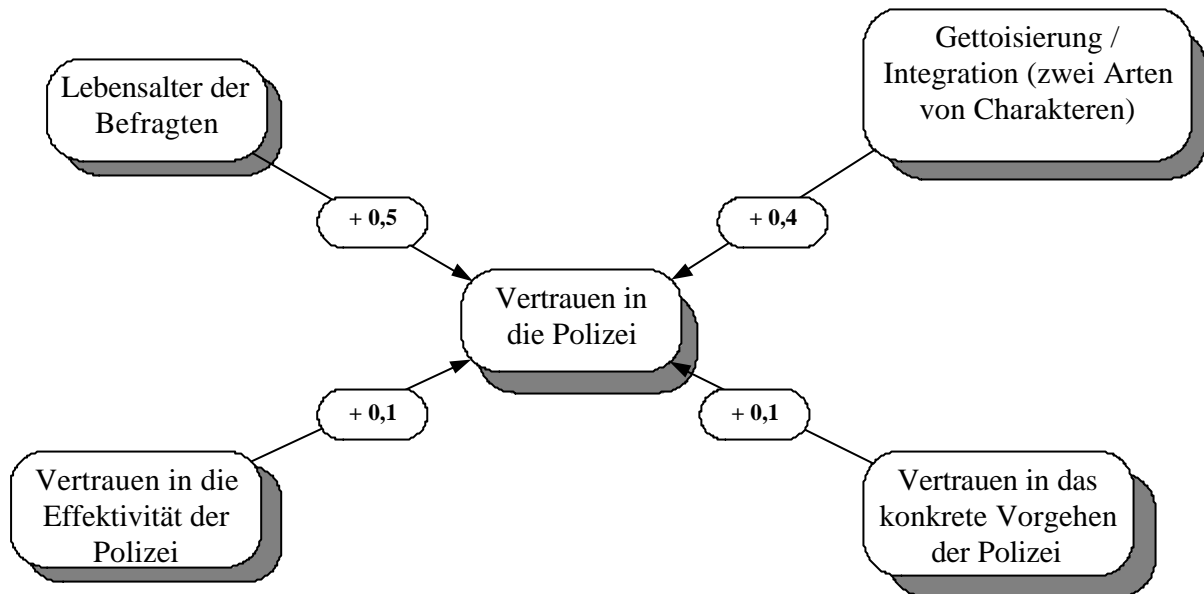 Lebensalter der
Befragten
Gettoisierung /
Integration (zwei Arten
von Charakteren)
+ 0,5
+ 0,4
Vertrauen in
die Polizei
+ 0,1
+ 0,1
Vertrauen in die
Effektivität der
Polizei
Vertrauen in das
konkrete Vorgehen
der Polizei